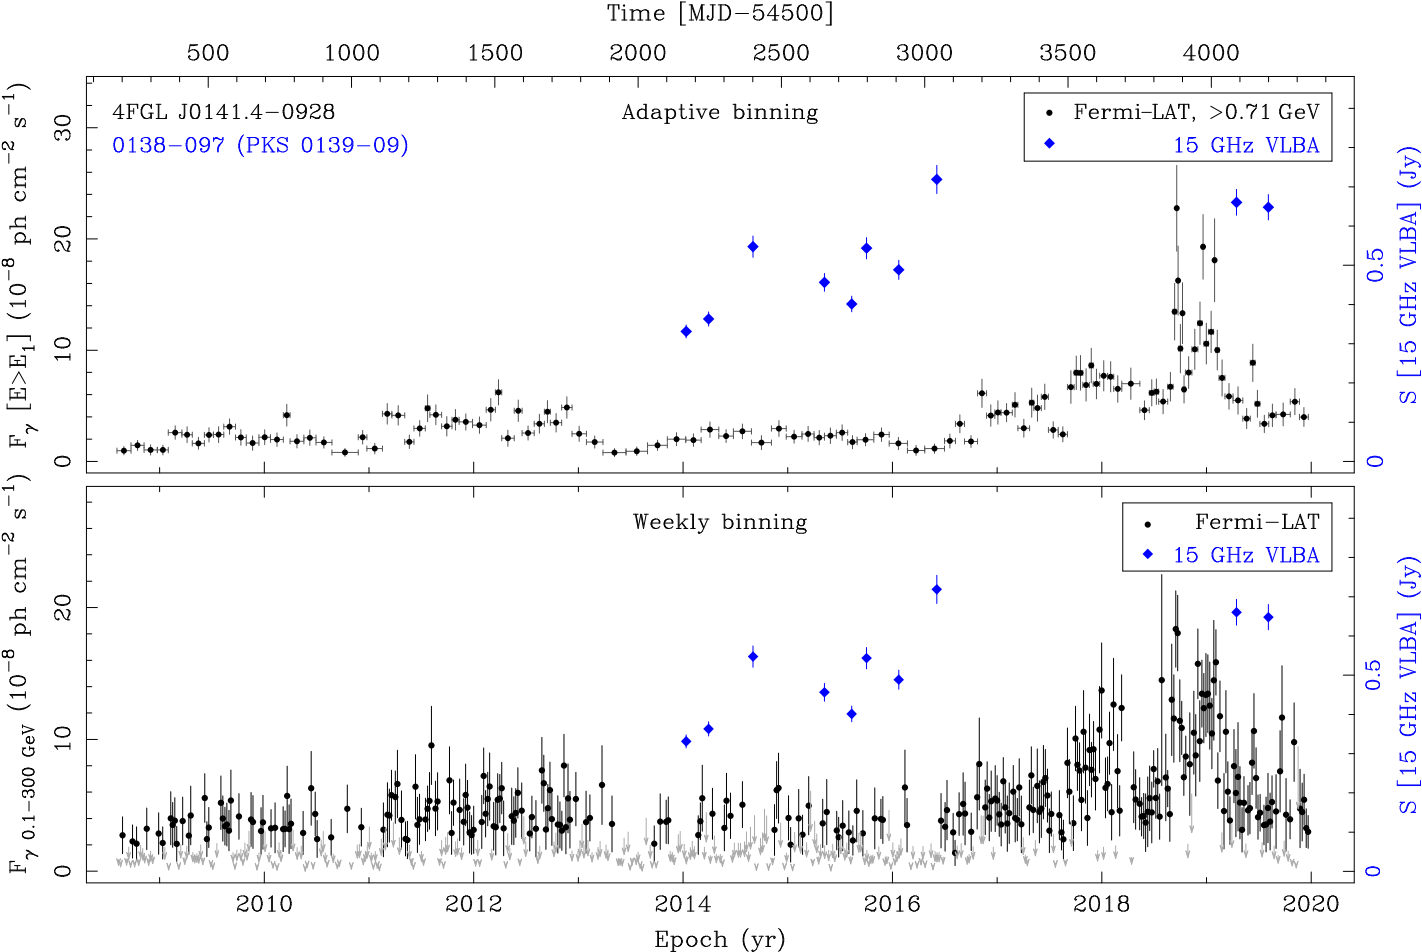 Time [MJD−54500]
500 1000 1500 2000 2500 3000 3500 4000
4FGL J0141.4−0928
0138−097 (PKS 0139−09)
Adaptive binning
Fermi−LAT, >0.71 GeV
15 GHz VLBA
30
20
10
0
Fγ [E>E1] (10−8 ph cm−2 s−1)
0.5
0
S [15 GHz VLBA] (Jy)
Weekly binning
Fermi−LAT
15 GHz VLBA
20
10
0
Fγ 0.1−300 GeV (10−8 ph cm−2 s−1)
0.5
0
S [15 GHz VLBA] (Jy)
2010 2012 2014 2016 2018 2020
Epoch (yr)